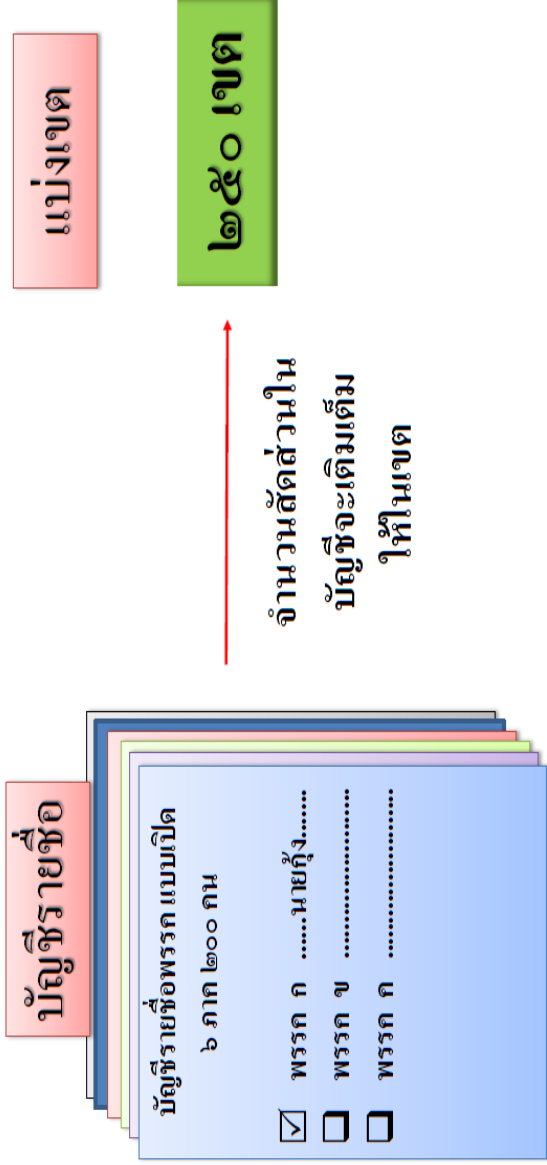 บัญชีรายชื่อ
บัญชีรายชื่อพรรค แบบเปิด
๖ ภาค ๒๐๐ คน
☑ พรรค ก ......นายกุ้ง.......
❑ พรรค ข ..........................
❑ พรรค ค ..........................
จำนวนสัดส่วนใน
บัญชีจะเติมเต็ม
ให้ในเขต
แบ่งเขต
๒๕๐ เขต